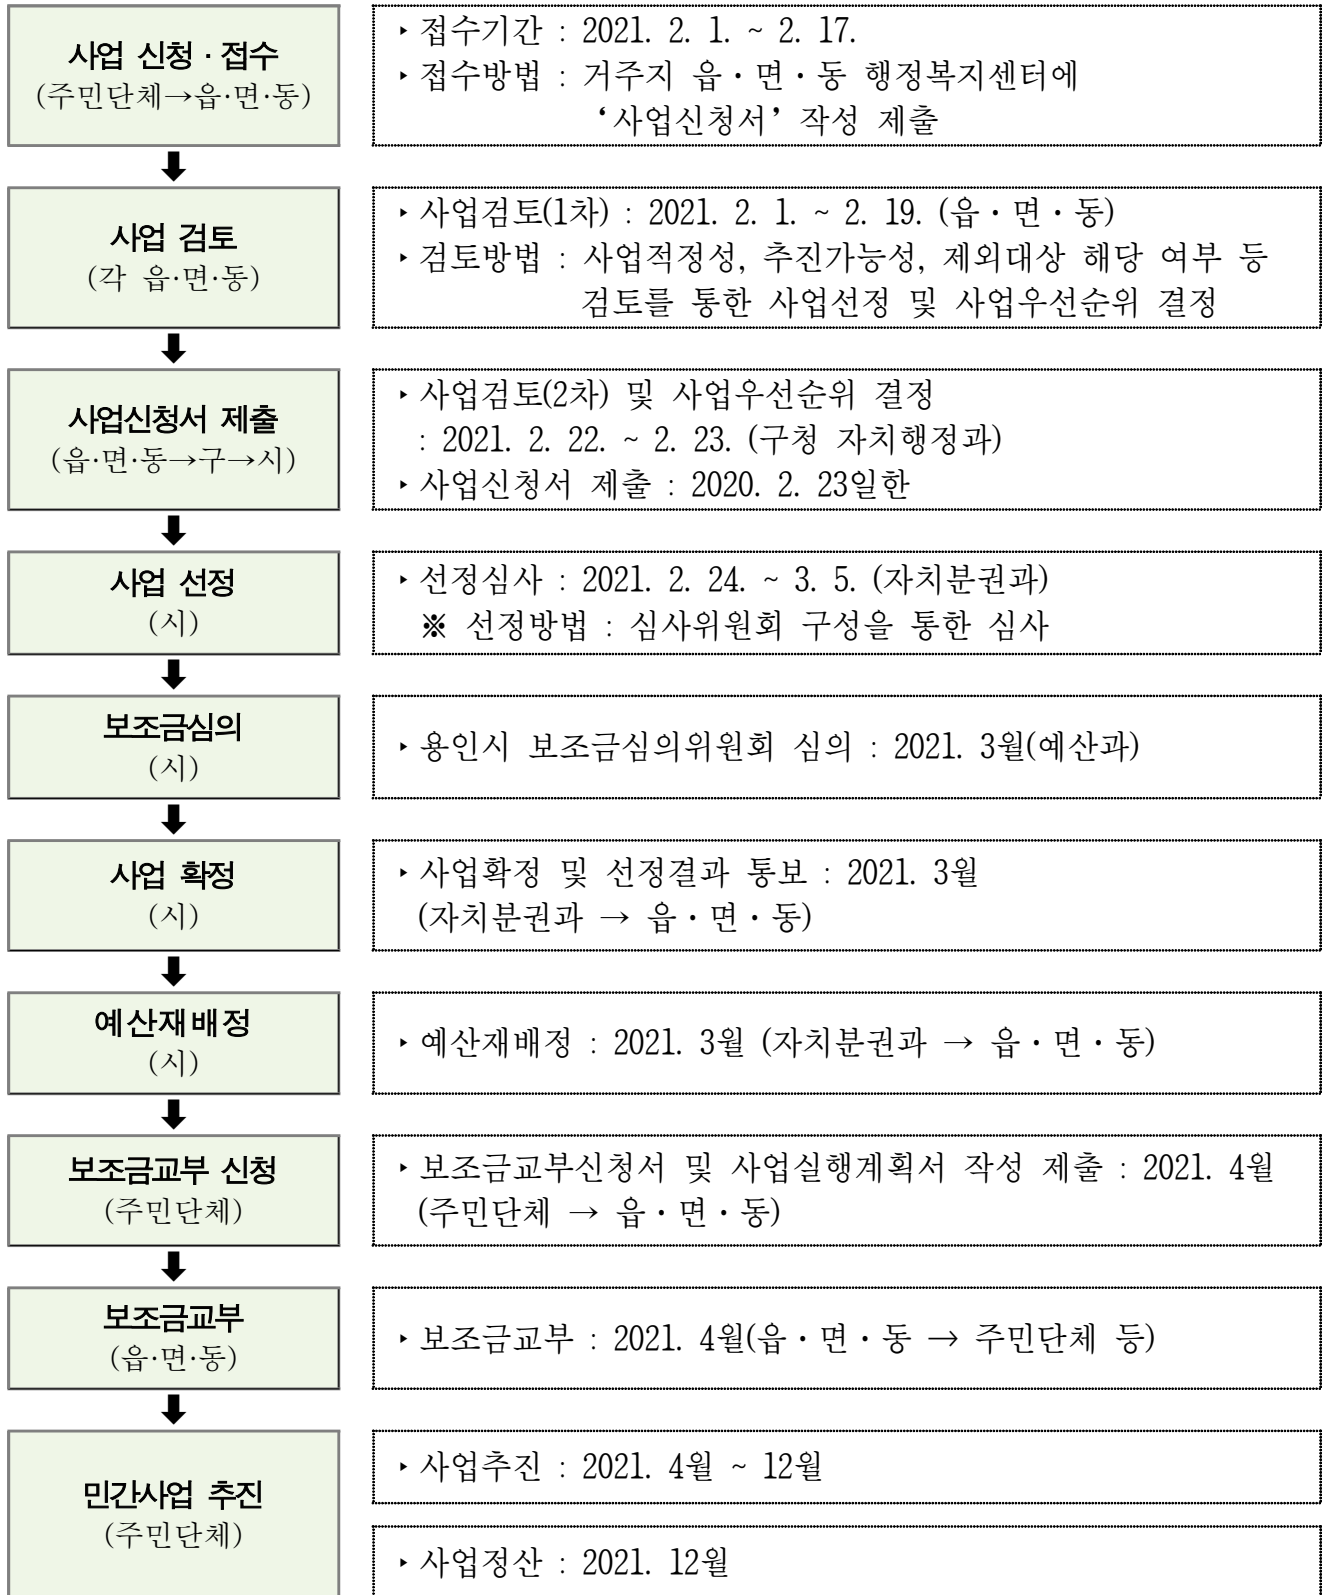 사업 신청·접수
(주민단체→읍·면·동)
‣ 접수기간 : 2021. 2. 1. ~ 2. 17.
‣ 접수방법 : 거주지 읍·면·동 행정복지센터에
‘사업신청서’ 작성 제출
사업 검토
(각 읍·면·동)
‣ 사업검토(1차) : 2021. 2. 1. ~ 2. 19. (읍·면·동)
‣ 검토방법 : 사업적정성, 추진가능성, 제외대상 해당 여부 등
검토를 통한 사업선정 및 사업우선순위 결정
사업신청서 제출
(읍·면·동→구→시)
‣ 사업검토(2차) 및 사업우선순위 결정
: 2021. 2. 22. ~ 2. 23. (구청 자치행정과)
‣ 사업신청서 제출 : 2020. 2. 23일한
사업 선정
(시)
‣ 선정심사 : 2021. 2. 24. ~ 3. 5. (자치분권과)
※ 선정방법 : 심사위원회 구성을 통한 심사
보조금심의
(시)
‣ 용인시 보조금심의위원회 심의 : 2021. 3월(예산과)
사업 확정
(시)
‣ 사업확정 및 선정결과 통보 : 2021. 3월
(자치분권과 → 읍·면·동)
예산재배정
(시)
‣ 예산재배정 : 2021. 3월 (자치분권과 → 읍·면·동)
보조금교부 신청
(주민단체)
‣ 보조금교부신청서 및 사업실행계획서 작성 제출 : 2021. 4월
(주민단체 → 읍·면·동)
보조금교부
(읍·면·동)
‣ 보조금교부 : 2021. 4월(읍·면·동 → 주민단체 등)
민간사업 추진
(주민단체)
‣ 사업추진 : 2021. 4월 ~ 12월
‣ 사업정산 : 2021. 12월